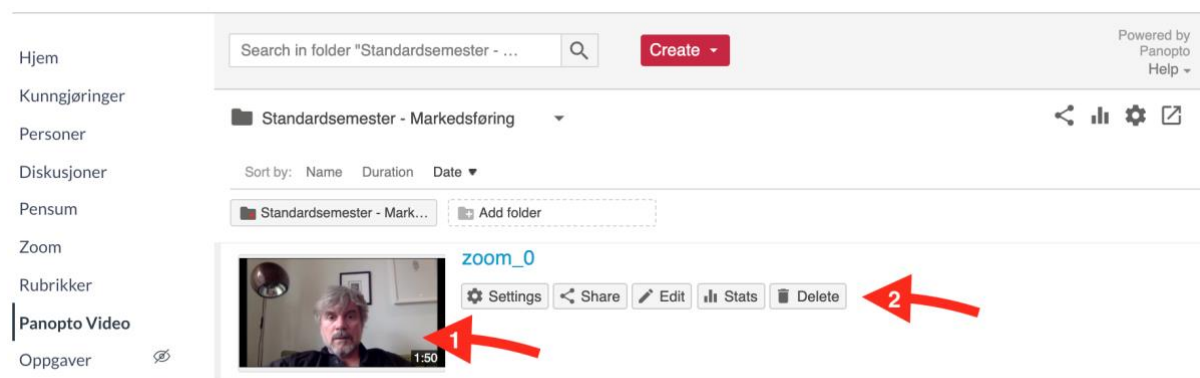 Hjem
Kunngjøringer
Personer
Diskusjoner
Pensum
Zoom
Rubrikker
Panopto Video
Oppgaver
Search in folder "Standardsemester - ...
Create
Powered by
Panopto
Help
Standardsemester - Markedsføring
Sort by: Name Duration Date
Standardsemester - Mark...
Add folder
zoom_0
Settings Share Edit Stats Delete
2
1
1:50